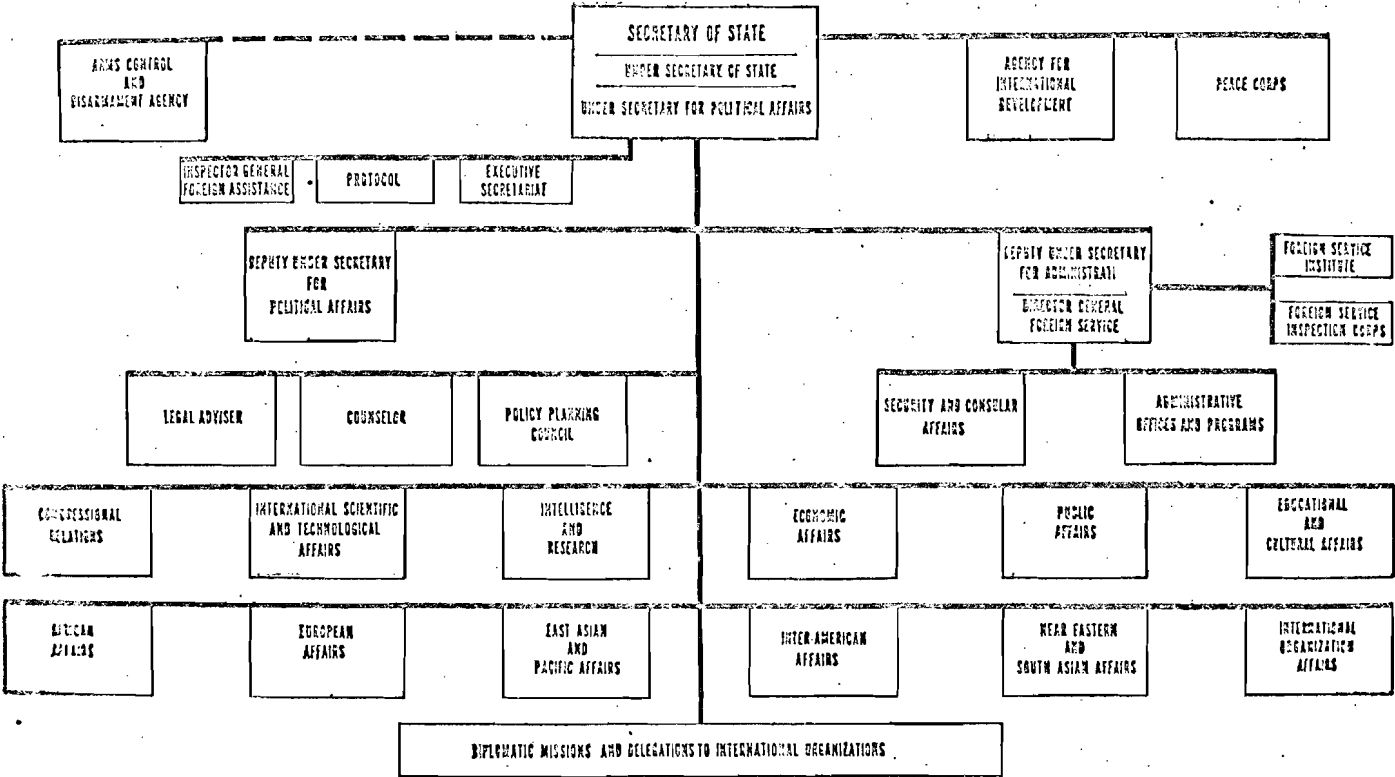 SECRETARY OF STATE
UNDER SECRETARY OF STATE
UNDER SECRETARY FOR POLITICAL AFFAIRS
ARMS CONTROL
AND
DISARMAMENT AGENCY
AGENCY FOR
INTERNATIONAL
DEVELOPMENT
PEACE CORPS
INSPECTOR GENERAL
FOREIGN ASSISTANCE
PROTOCOL
EXECUTIVE
SECRETARIAT
DEPUTY UNDER SECRETARY
FOR
POLITICAL AFFAIRS
DEPUTY UNDER SECRETARY
FOR ADMINISTRATI
DIRECTOR GENERAL
FOREIGN SERVICE
FOREIGN SERVICE
INSTITUTE
FOREIGN SERVICE
INSPECTION CORPS
LEGAL ADVISER
COUNSELOR
POLICY PLANNING
COUNCIL
SECURITY AND CONSULAR
AFFAIRS
ADMINISTRATIVE
OFFICES AND PROGRAMS
CONGRESSIONAL
RELATIONS
INTERNATIONAL SCIENTIFIC
AND TECHNOLOGICAL
AFFAIRS
INTELLIGENCE
AND
RESEARCH
ECONOMIC
AFFAIRS
PUBLIC
AFFAIRS
EDUCATIONAL
AND
CULTURAL AFFAIRS
AFRICAN
AFFAIRS
EUROPEAN
AFFAIRS
EAST ASIAN
AND
PACIFIC AFFAIRS
INTER-AMERICAN
AFFAIRS
NEAR EASTERN
AND
SOUTH ASIAN AFFAIRS
INTERNATIONAL
ORGANIZATION
AFFAIRS
DIPLOMATIC MISSIONS AND DELEGATIONS TO INTERNATIONAL ORGANIZATIONS